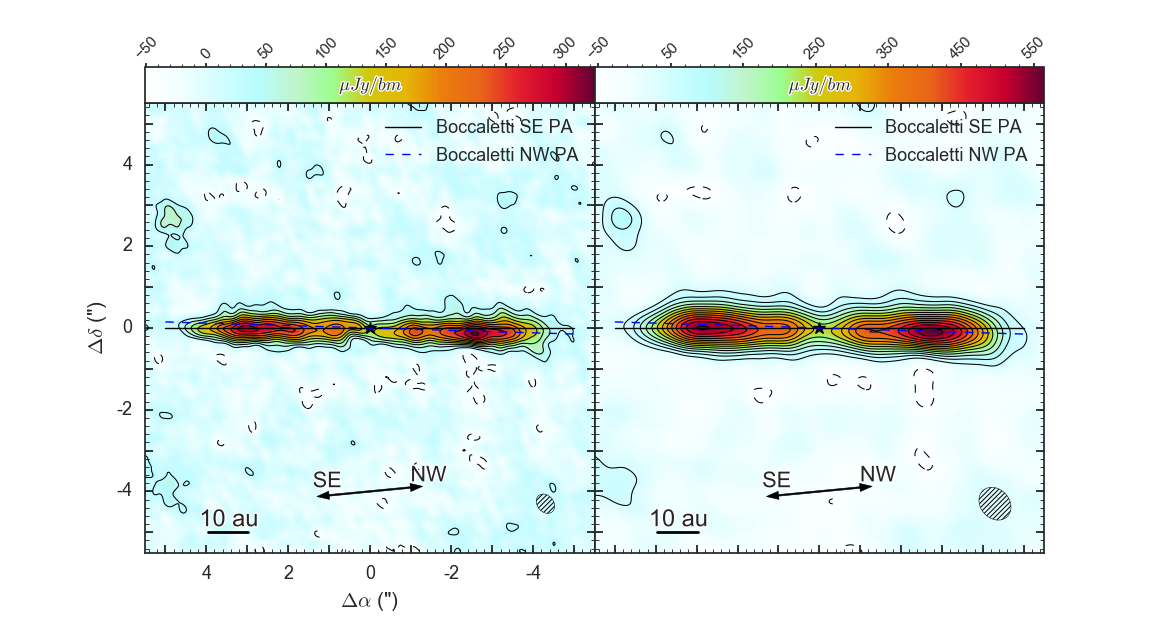 -50 0 50 100 150 200 250 300 -50 50 150 250 350 450 550
μJy/bm μJy/bm
Boccaletti SE PA Boccaletti SE PA
Boccaletti NW PA Boccaletti NW PA
4
2
0
-2
-4
Δδ (")
SE NW SE NW
10 au 10 au
4 2 0 -2 -4
Δα (")